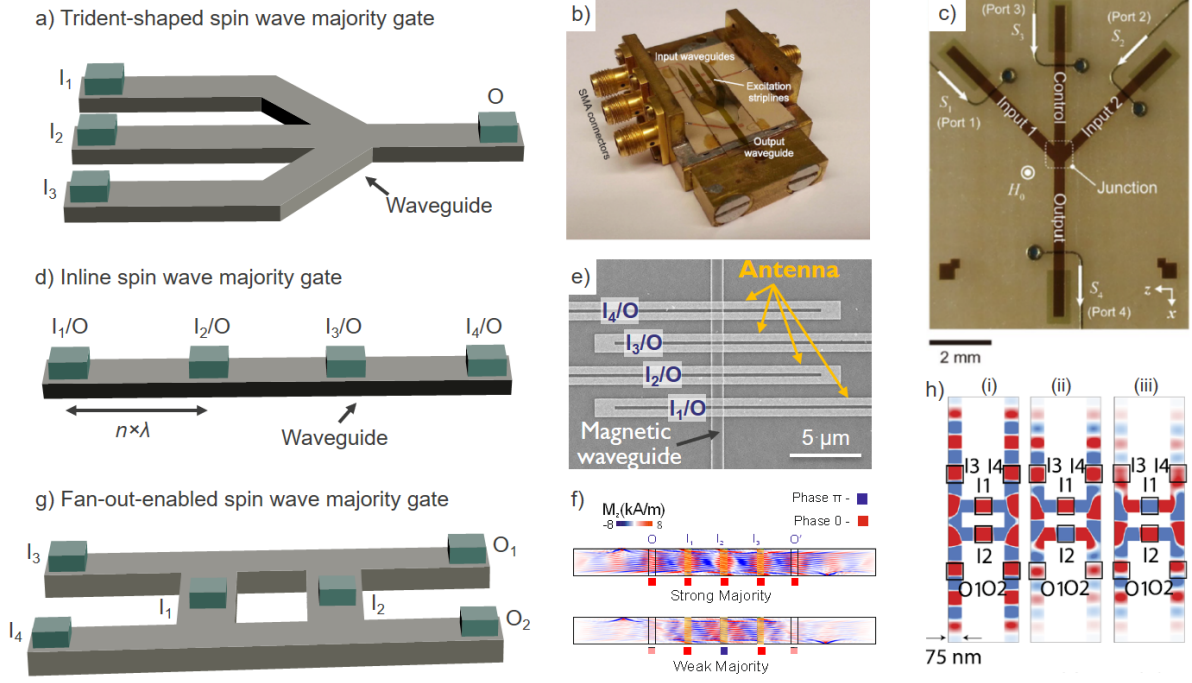 a) Trident-shaped spin wave majority gate
I1
I2
I3
O
Waveguide
b)
Input waveguides
Excitation
striplines
SMA connectors
Output
waveguide
c)
(Port 3)
S3
(Port 2)
S2
S1
(Port 1)
Input 1
Control
Input 2
H0
Junction
Output
S4
(Port 4)
z
x
2 mm
d) Inline spin wave majority gate
I1/O
I2/O
I3/O
I4/O
n×λ
Waveguide
e)
Antenna
I4/O
I3/O
I2/O
I1/O
Magnetic
waveguide
5 μm
f)
Mz(kA/m)
-8
8
Phase π -
Phase 0 -
O
I1
I2
I3
O'
Strong Majority
Weak Majority
g) Fan-out-enabled spin wave majority gate
I3
O1
I1
I2
I4
O2
h)
(i)
(ii)
(iii)
I3 I4
I1
I2
O1O2
I3 I4
I1
I2
O1O2
I3 I4
I1
I2
O1O2
75 nm